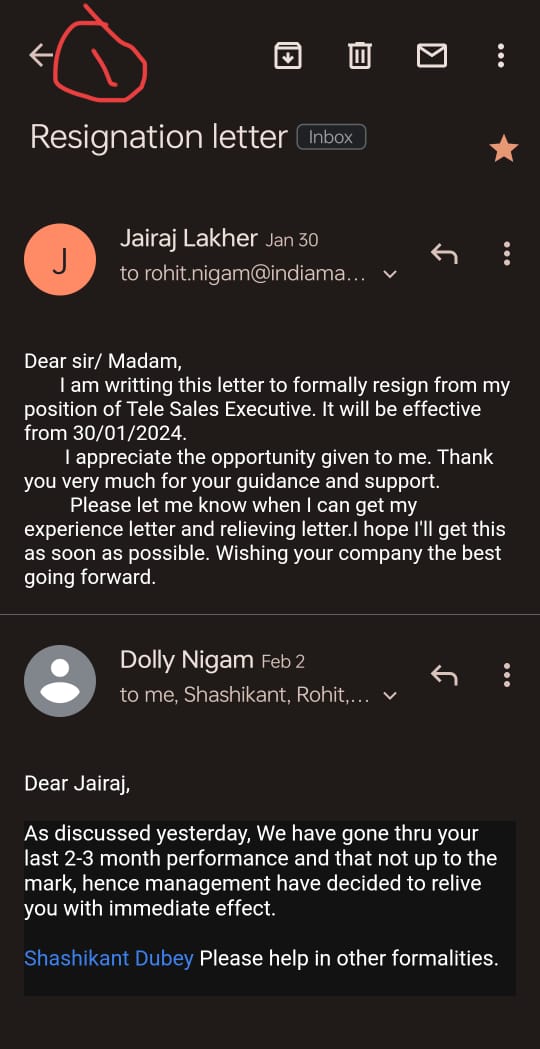 Resignation letter Inbox
J
Jairaj Lakher Jan 30
to rohit.nigam@indiama...
Dear sir/ Madam,
I am writting this letter to formally resign from my
position of Tele Sales Executive. It will be effective
from 30/01/2024.
I appreciate the opportunity given to me. Thank
you very much for your guidance and support.
Please let me know when I can get my
experience letter and relieving letter.I hope I'll get this
as soon as possible. Wishing your company the best
going forward.
Dolly Nigam Feb 2
to me, Shashikant, Rohit,...
Dear Jairaj,
As discussed yesterday, We have gone thru your
last 2-3 month performance and that not up to the
mark, hence management have decided to relive
you with immediate effect.
Shashikant Dubey Please help in other formalities.